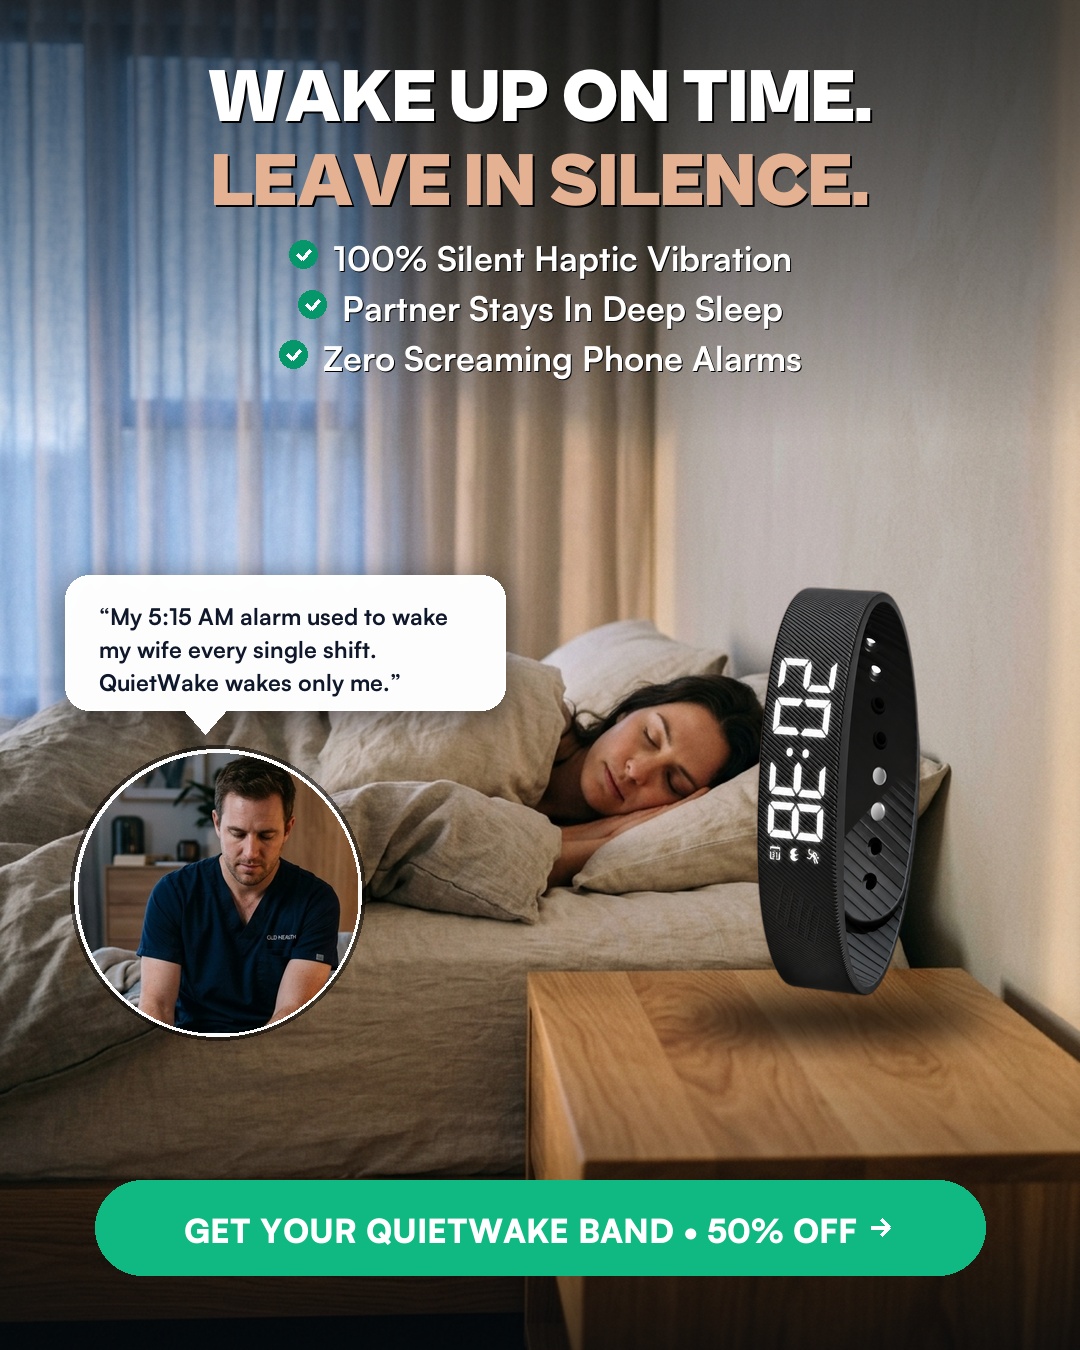 WAKE UP ON TIME.
LEAVE IN SILENCE.
100% Silent Haptic Vibration
Partner Stays In Deep Sleep
Zero Screaming Phone Alarms
“My 5:15 AM alarm used to wake
my wife every single shift.
QuietWake wakes only me.”
20:38
HEALTH
GET YOUR QUIETWAKE BAND • 50% OFF →